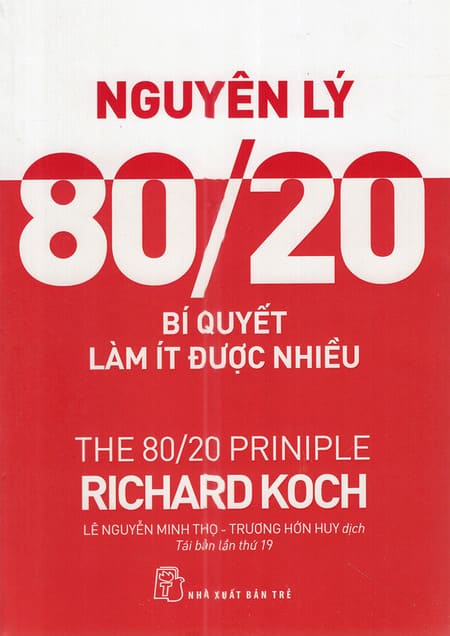 NGUYÊN LÝ
80/20
BÍ QUYẾT
LÀM ÍT ĐƯỢC NHIỀU
THE 80/20 PRINIPLE
RICHARD KOCH
LÊ NGUYỄN MINH THỌ - TRƯƠNG HỚN HUY dịch
Tái bản lần thứ 19
NHÀ XUẤT BẢN TRẺ